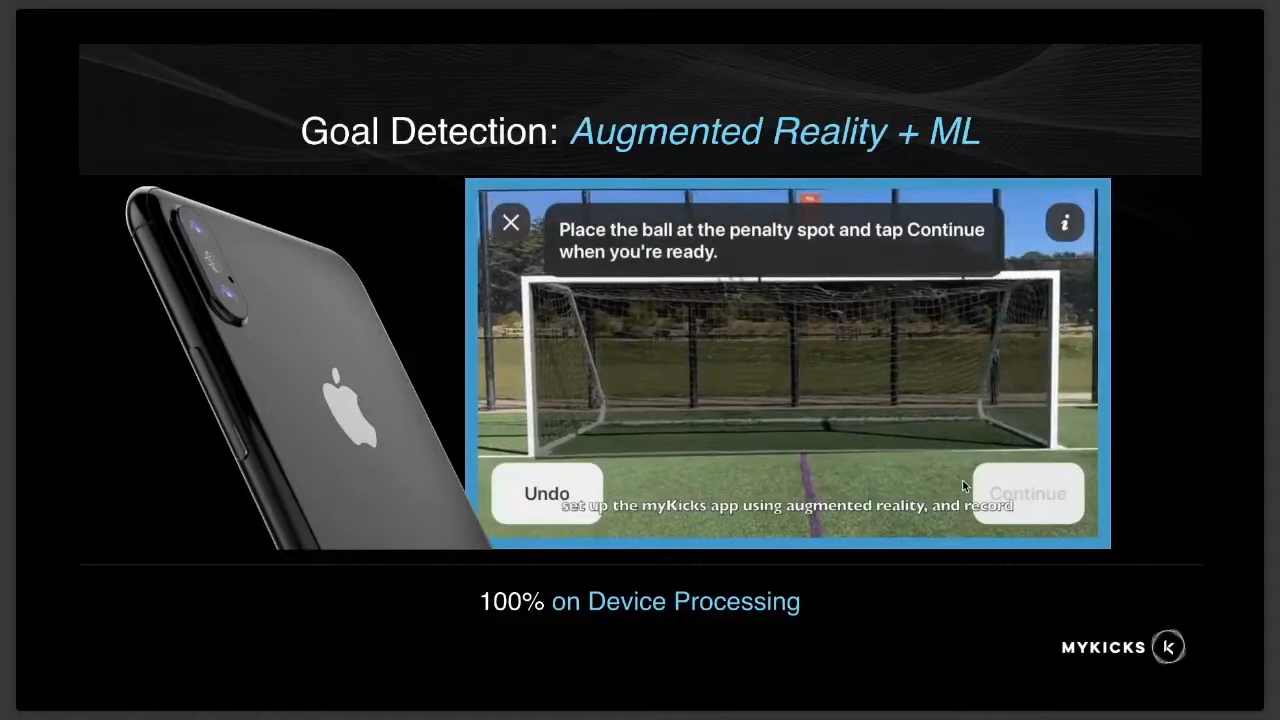 Goal Detection: Augmented Reality + ML
Place the ball at the penalty spot and tap Continue
when you're ready.
i
Undo
Continue
set up the myKicks app using augmented reality, and record
100% on Device Processing
MYKICKS K